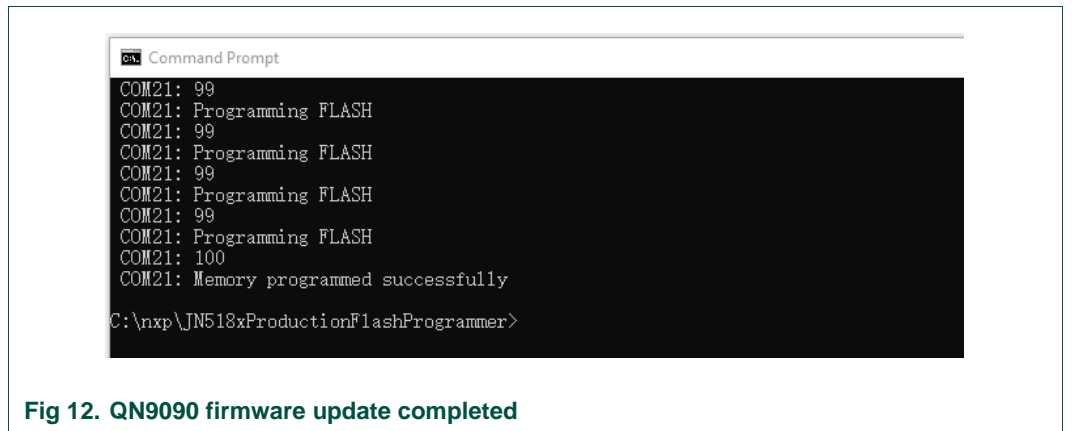 Command Prompt
COM21: 99
COM21: Programming FLASH
COM21: 99
COM21: Programming FLASH
COM21: 99
COM21: Programming FLASH
COM21: 99
COM21: Programming FLASH
COM21: 100
COM21: Memory programmed successfully
C:\nxp\JN518xProductionFlashProgrammer>
Fig 12. QN9090 firmware update completed